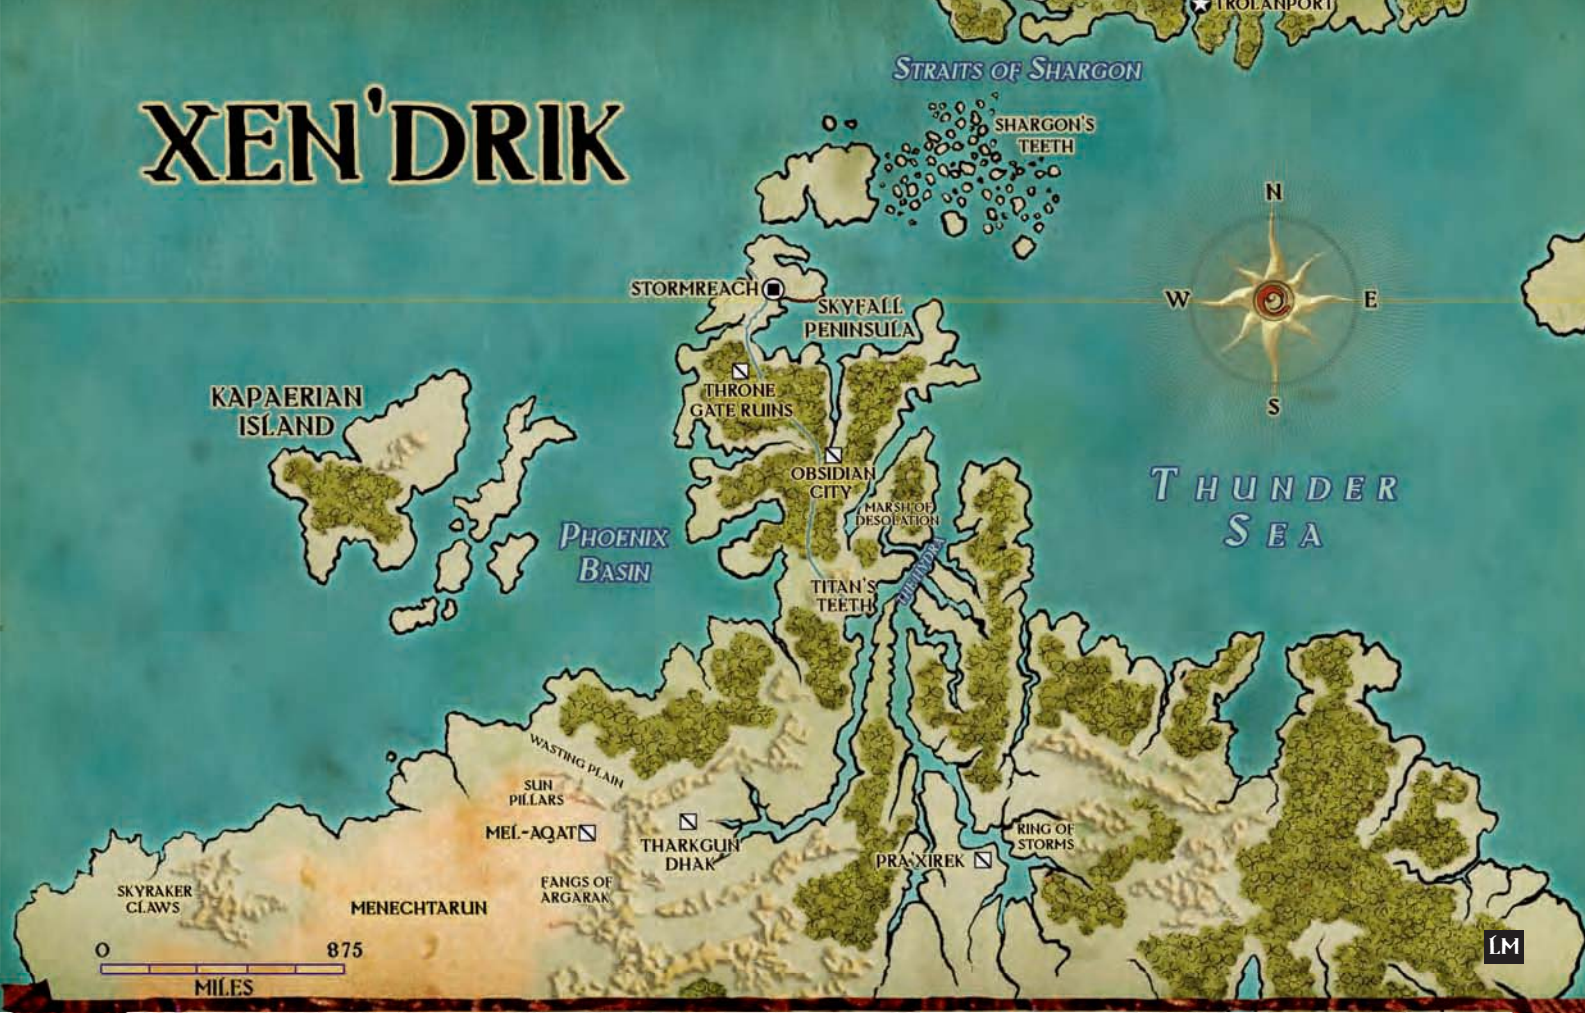 TROLANPORT
STRAITS OF SHARGON
XEN'DRIK
SHARGON'S
TEETH
N
W
E
S
STORMREACH
SKYFALL
PENINSULA
KAPAERIAN
ISLAND
THRONE
GATE RUINS
OBSIDIAN
CITY
MARSH OF
DESOLATION
THUNDER
SEA
PHOENIX
BASIN
THE HYDRA
TITAN'S
TEETH
WASTING PLAIN
SUN
PILLARS
MEL-AQAT
THARKGUN
DHAK
RING OF
STORMS
PRA'XIREK
SKYRAKER
CLAWS
FANGS OF
ARGARAK
MENECHTARUN
0
875
MILES
LM